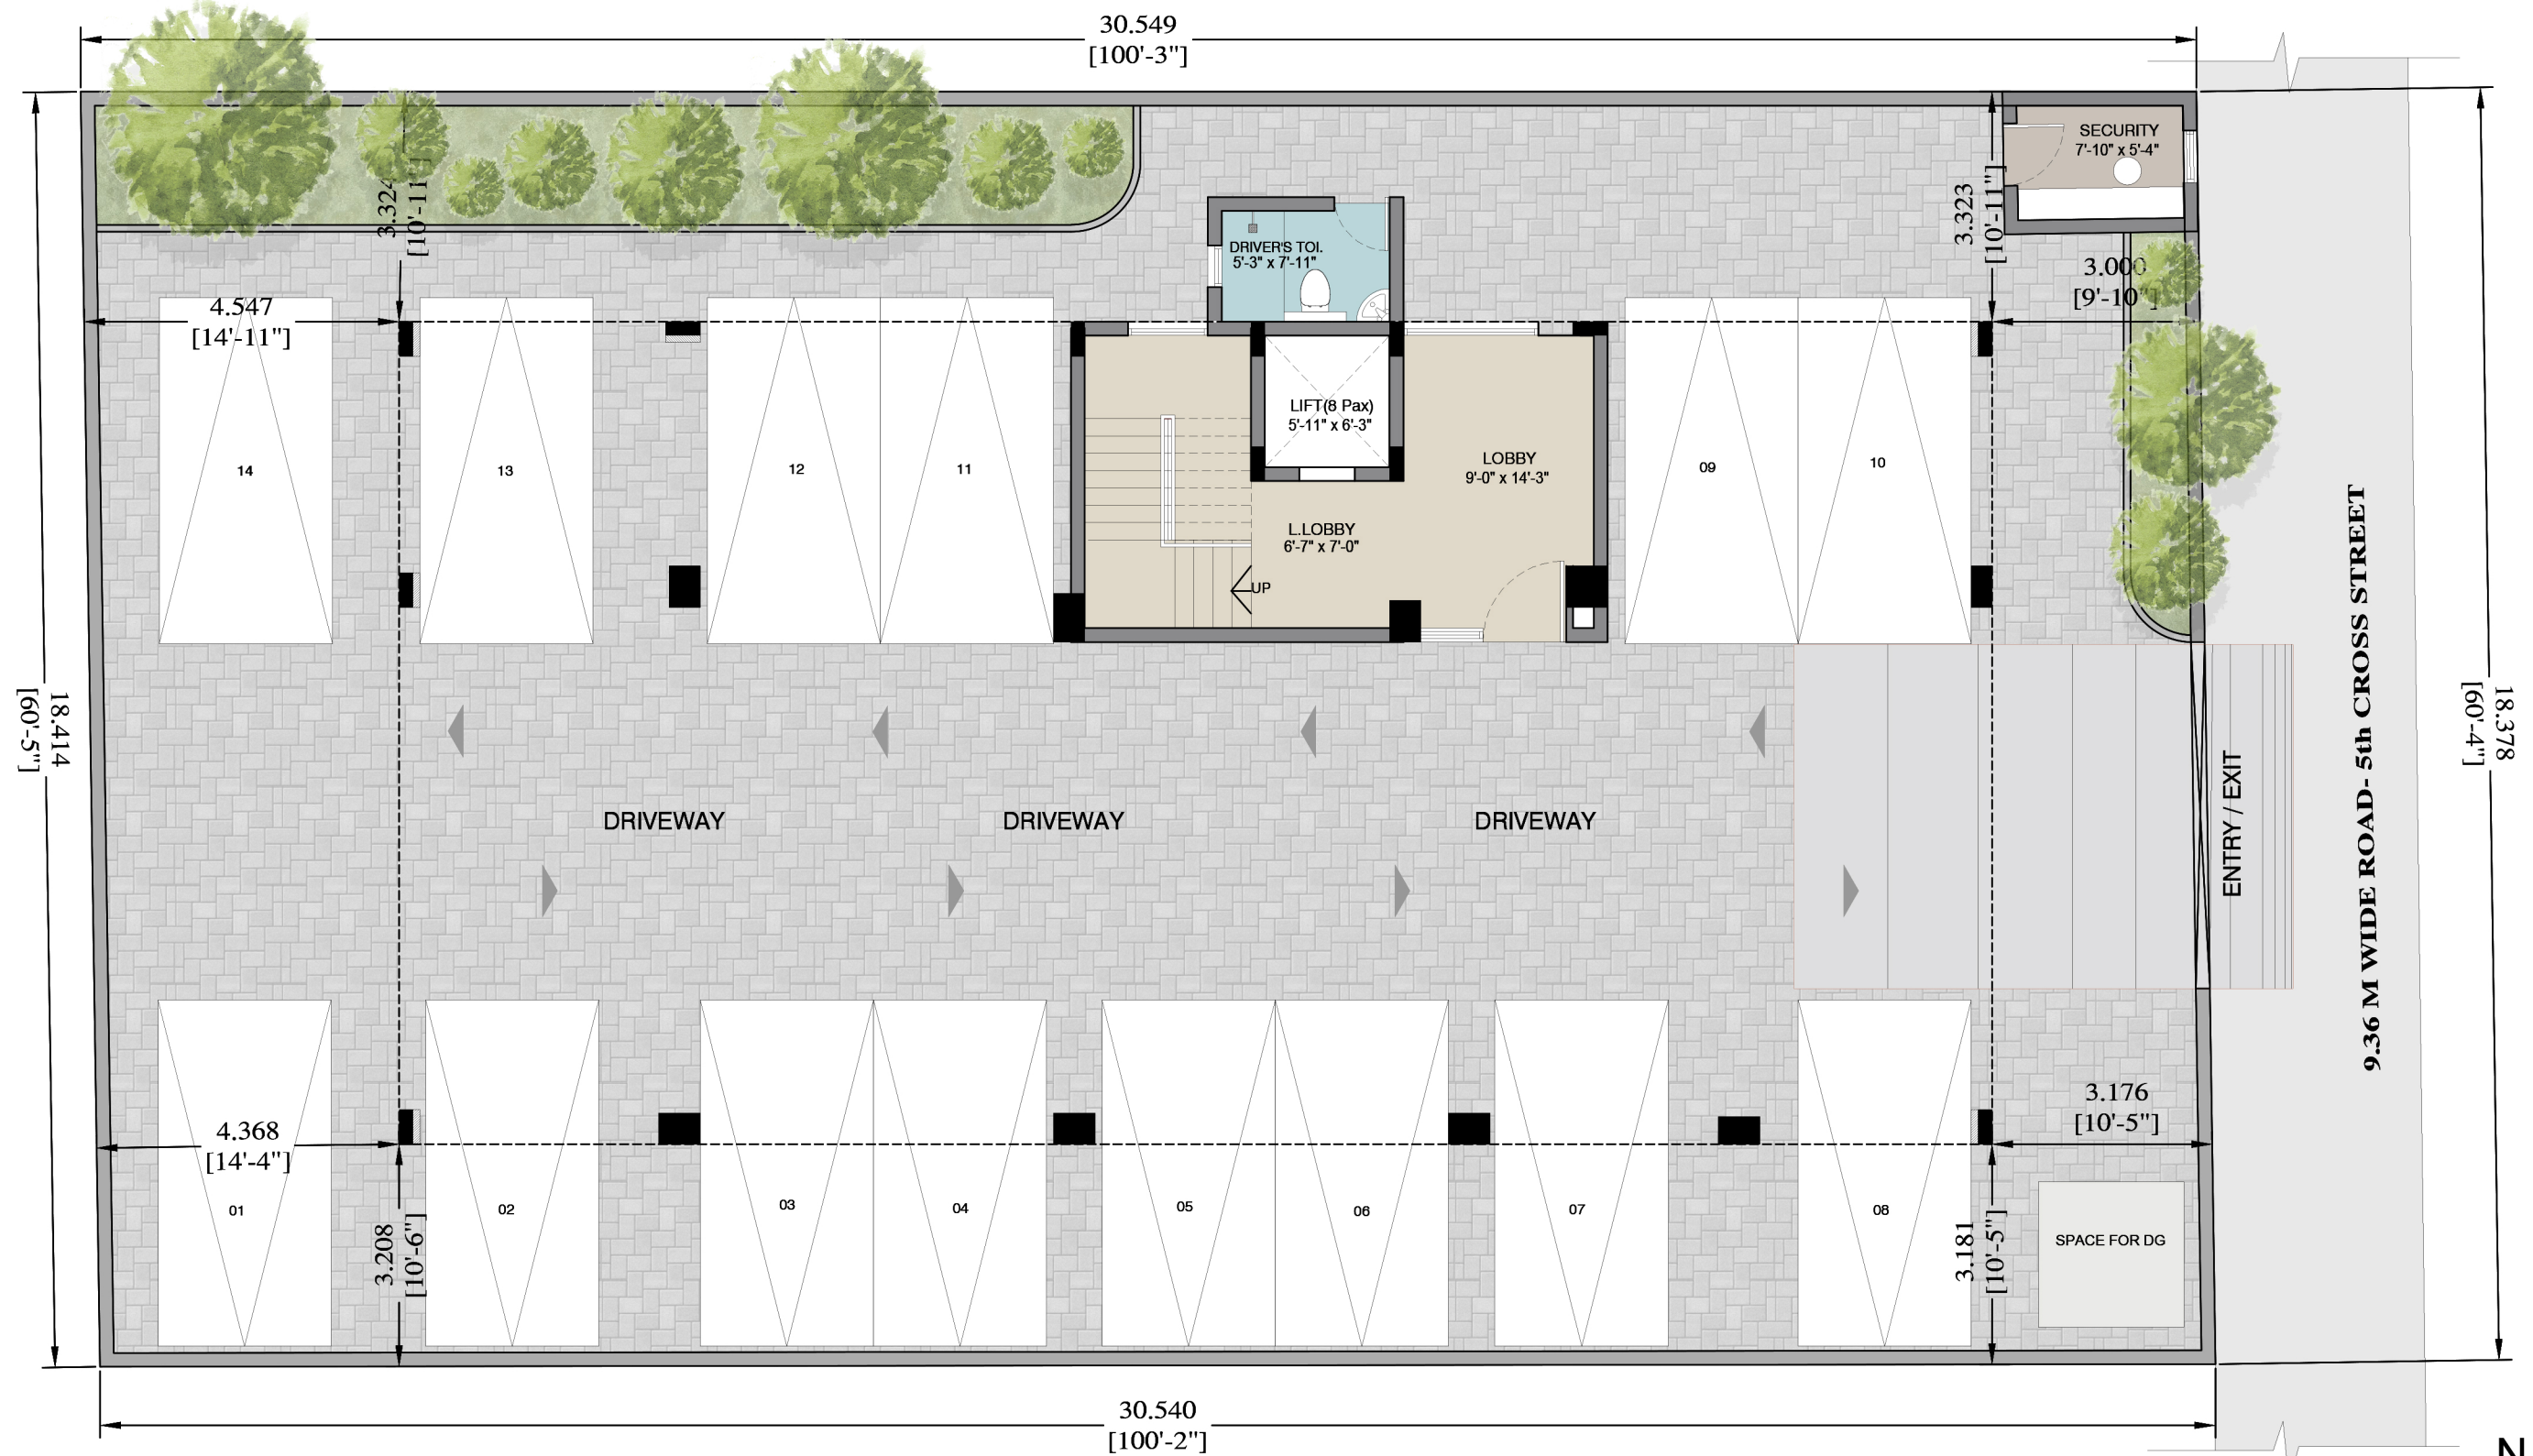 30.549
[100'-3"]
SECURITY
7'-10" x 5'-4"
3.324
[10'-11"]
3.323
[10'-11"]
DRIVER'S TOI.
5'-3" x 7'-11"
3.000
[9'-10"]
4.547
[14'-11"]
LIFT(8 Pax)
5'-11" x 6'-3"
14
13
12
11
LOBBY
9'-0" x 14'-3"
09
10
L.LOBBY
6'-7" x 7'-0"
UP
18.414
[60'-5"]
18.378
[60'-4"]
DRIVEWAY
DRIVEWAY
DRIVEWAY
ENTRY / EXIT
9.36 M WIDE ROAD- 5th CROSS STREET
3.176
[10'-5"]
4.368
[14'-4"]
01
02
03
04
05
06
07
08
3.208
[10'-6"]
3.181
[10'-5"]
SPACE FOR DG
30.540
[100'-2"]
N